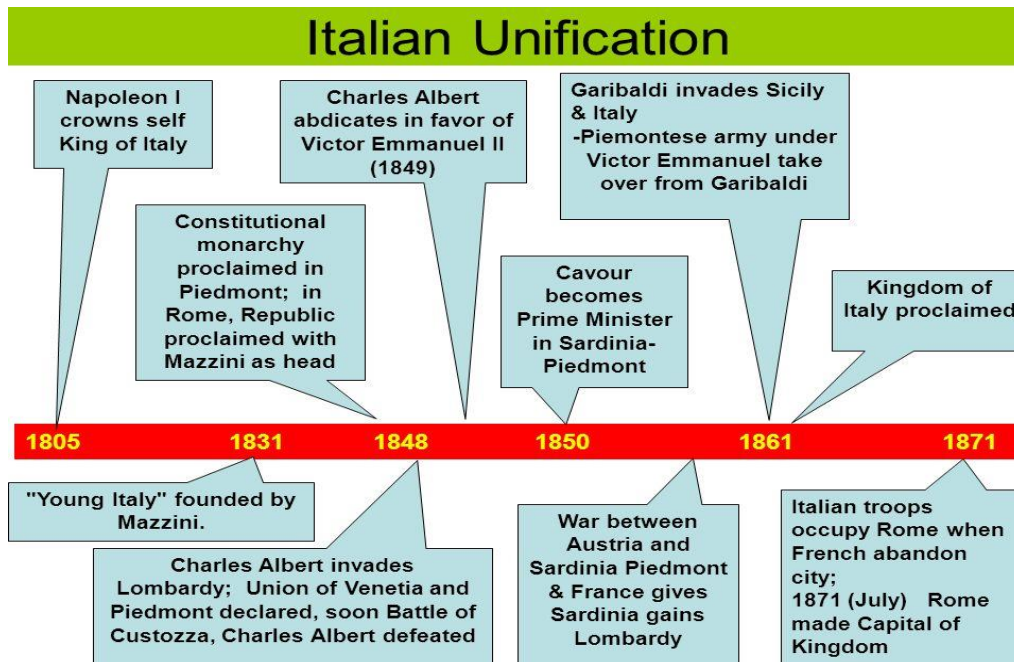 Italian Unification
Napoleon I
crowns self
King of Italy
Charles Albert
abdicates in favor of
Victor Emmanuel II
(1849)
Garibaldi invades Sicily
& Italy
-Piemontese army under
Victor Emmanuel take
over from Garibaldi
Constitutional
monarchy
proclaimed in
Piedmont; in
Rome, Republic
proclaimed with
Mazzini as head
Cavour
becomes
Prime Minister
in Sardinia-
Piedmont
Kingdom of
Italy proclaimed
1805
1831
1848
1850
1861
1871
"Young Italy" founded by
Mazzini.
Charles Albert invades
Lombardy; Union of Venetia and
Piedmont declared, soon Battle of
Custozza, Charles Albert defeated
War between
Austria and
Sardinia Piedmont
& France gives
Sardinia gains
Lombardy
Italian troops
occupy Rome when
French abandon
city;
1871 (July) Rome
made Capital of
Kingdom